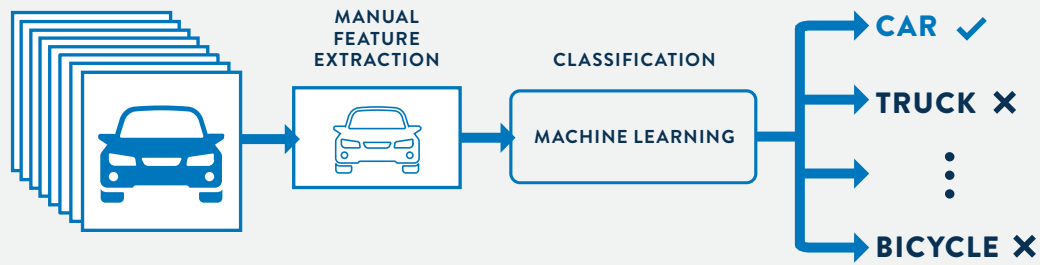 MANUAL
FEATURE
EXTRACTION
CLASSIFICATION
MACHINE LEARNING
CAR
TRUCK
BICYCLE